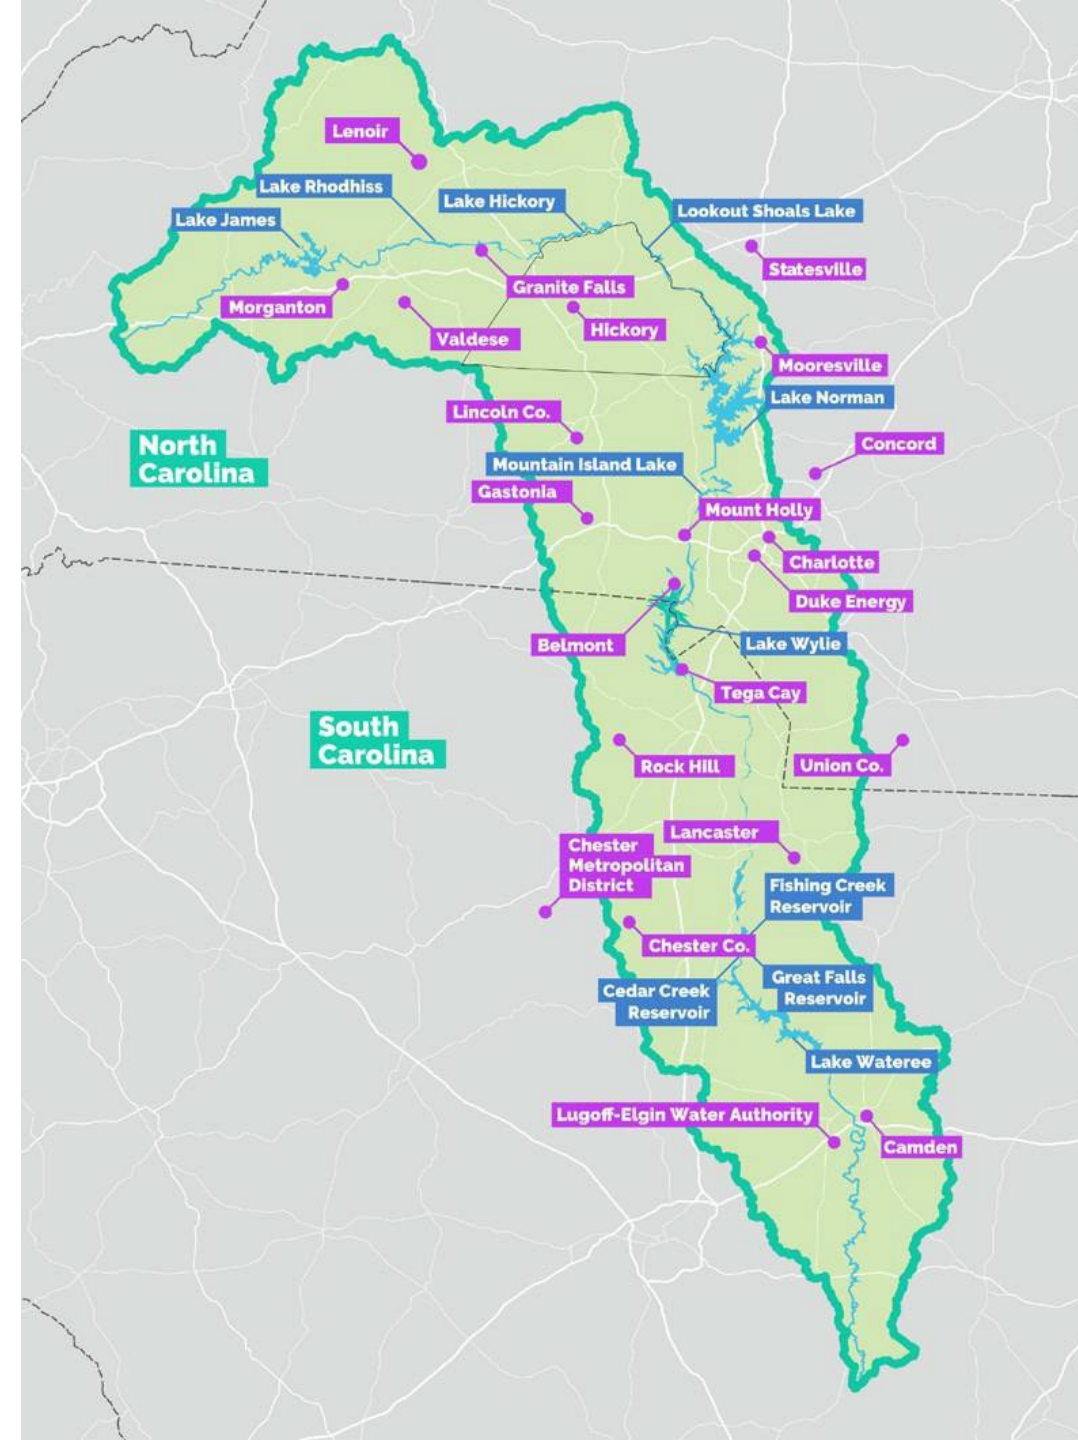 Lenoir
Lake Rhodhiss
Lake Hickory
Lookout Shoals Lake
Lake James
Statesville
Granite Falls
Morganton
Hickory
Valdese
Mooresville
Lake Norman
Lincoln Co.
Concord
North
Carolina
Mountain Island Lake
Gastonia
Mount Holly
Charlotte
Duke Energy
Belmont
Lake Wylie
Tega Cay
South
Carolina
Rock Hill
Union Co.
Lancaster
Chester
Metropolitan
District
Fishing Creek
Reservoir
Chester Co.
Great Falls
Reservoir
Cedar Creek
Reservoir
Lake Wateree
Lugoff-Elgin Water Authority
Camden